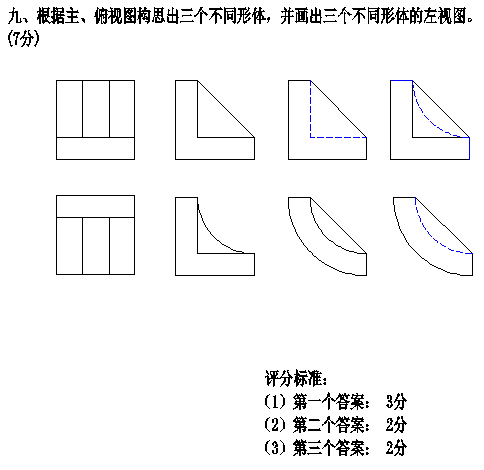 九、根据主、俯视图构思出三个不同形体，并画出三个不同形体的左视图。
(7分)
评分标准：
(1) 第一个答案： 3分
(2) 第二个答案： 2分
(3) 第三个答案： 2分